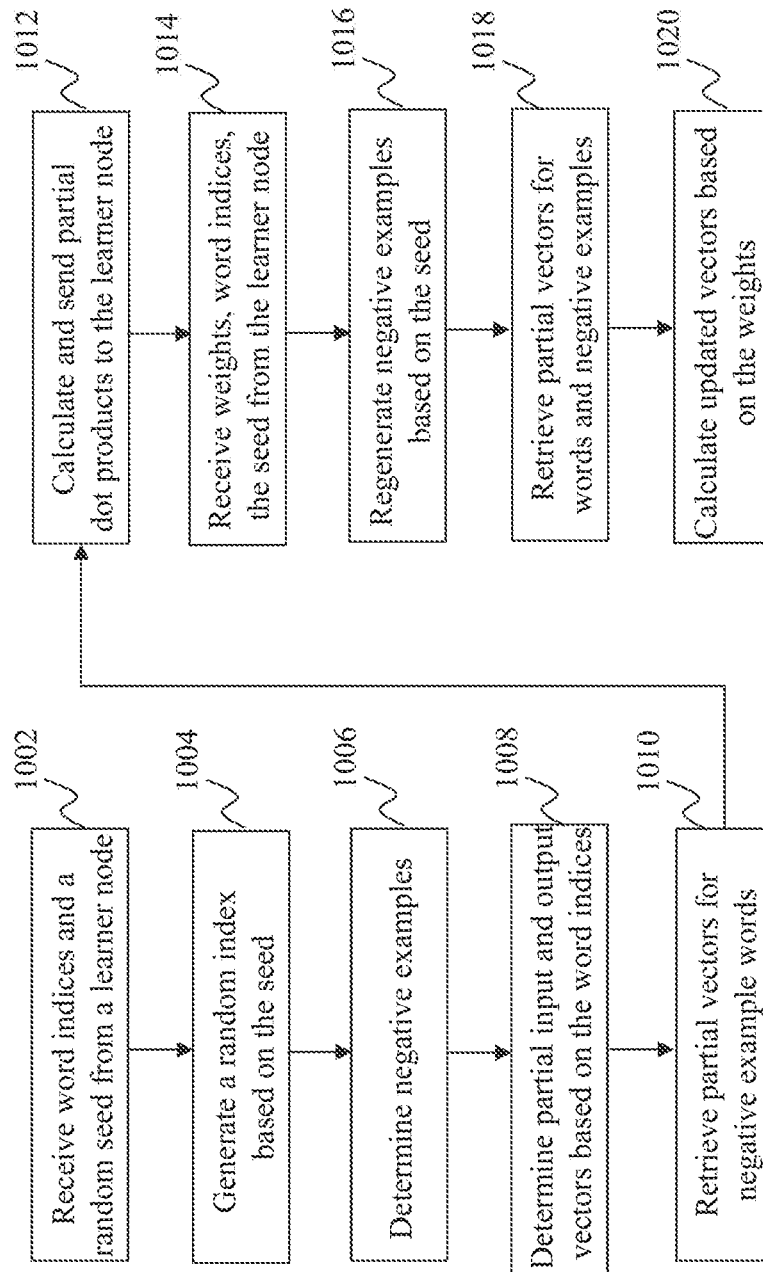 Receive word indices and a
random seed from a learner node
1002
Generate a random index
based on the seed
1004
Determine negative examples
1006
Determine partial input and output
vectors based on the word indices
1008
Retrieve partial vectors for
negative example words
1010
Calculate and send partial
dot products to the learner node
1012
Receive weights, word indices,
the seed from the learner node
1014
Regenerate negative examples
based on the seed
1016
Retrieve partial vectors for
words and negative examples
1018
Calculate updated vectors based
on the weights
1020